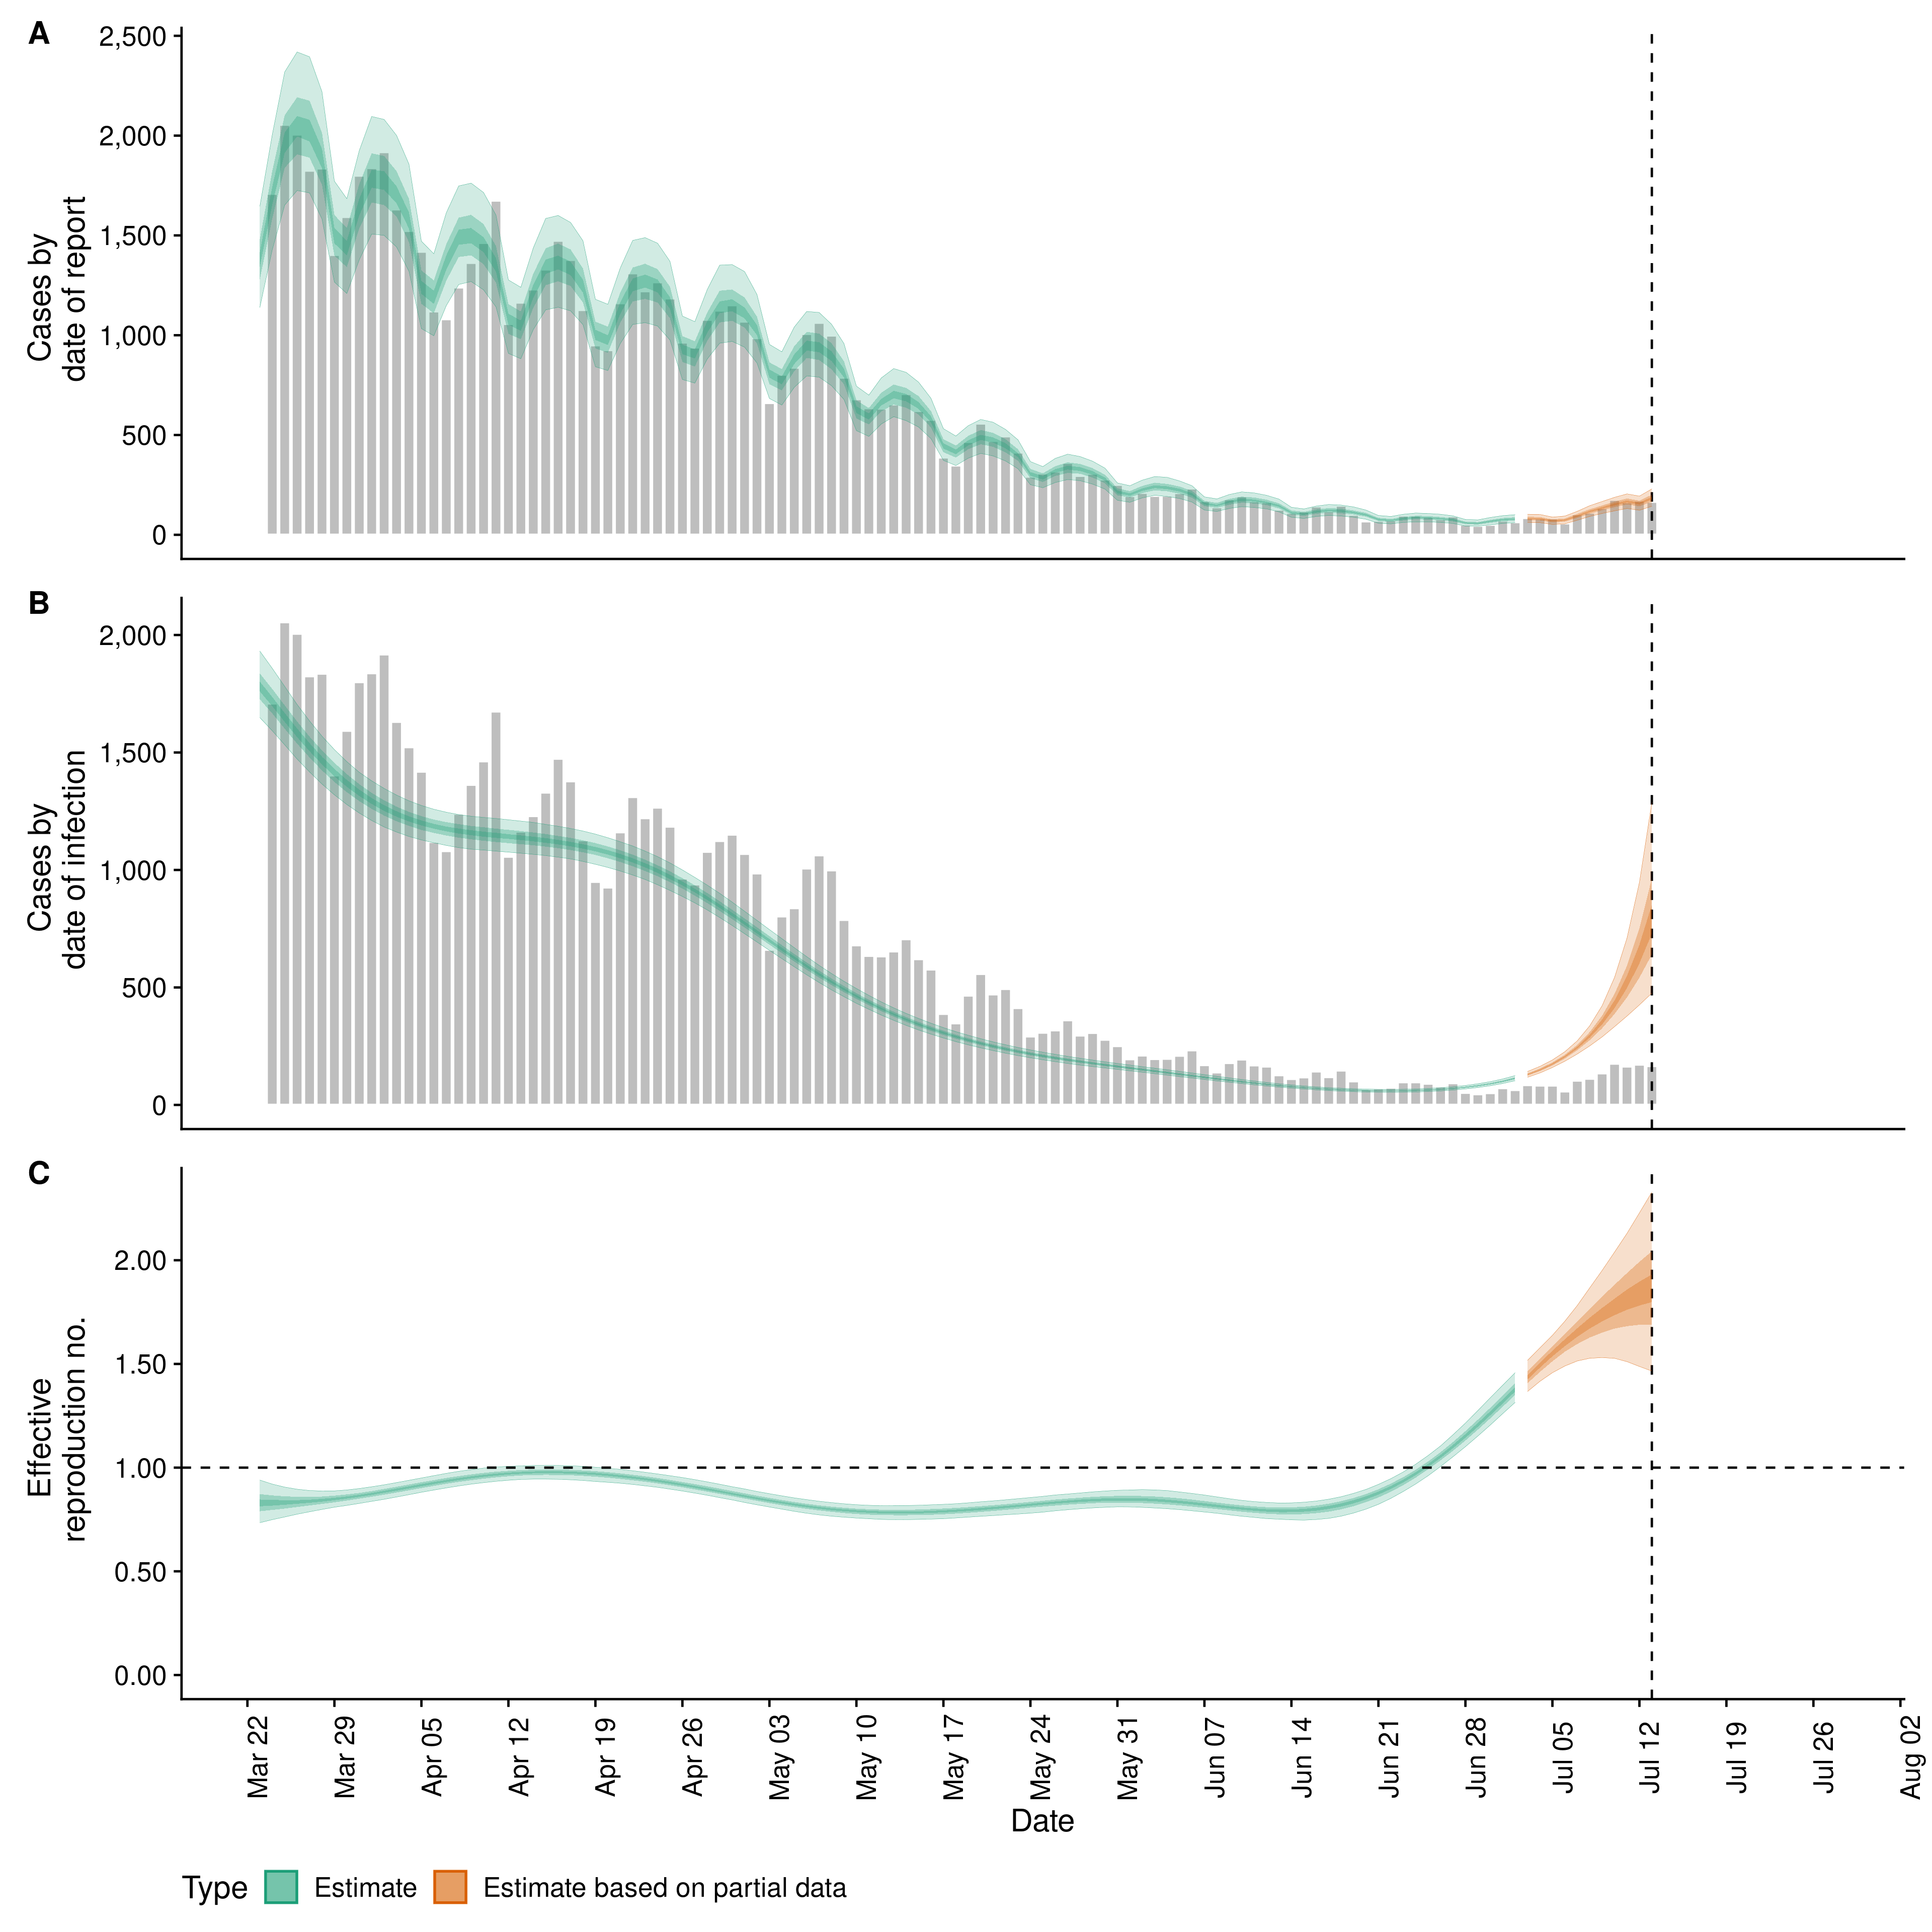 A
Cases by
date of report
2,500
2,000
1,500
1,000
500
0
B
Cases by
date of infection
2,000
1,500
1,000
500
0
C
Effective
reproduction no.
2.00
1.50
1.00
0.50
0.00
Mar 22
Mar 29
Apr 05
Apr 12
Apr 19
Apr 26
May 03
May 10
May 17
May 24
May 31
Jun 07
Jun 14
Jun 21
Jun 28
Jul 05
Jul 12
Jul 19
Jul 26
Aug 02
Date
Type Estimate Estimate based on partial data